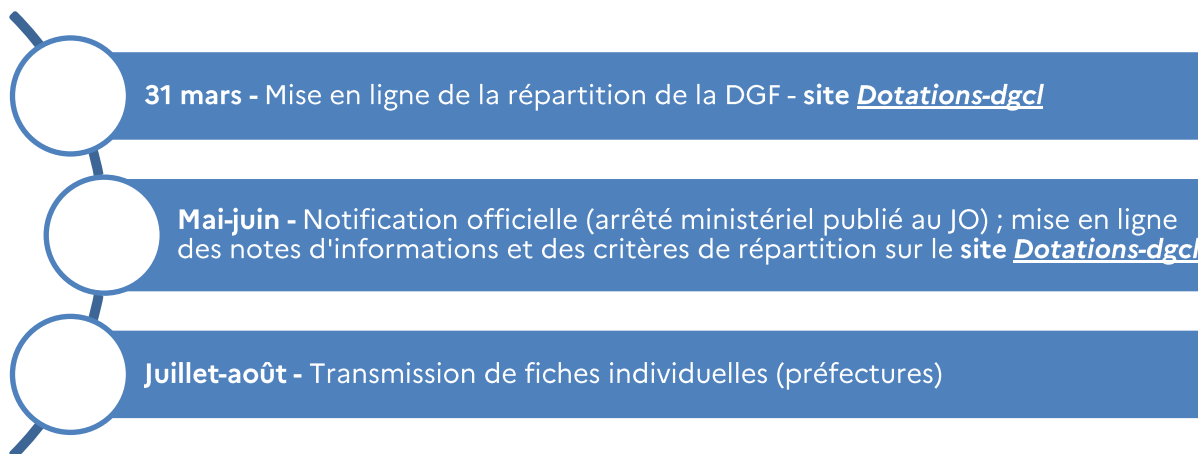 31 mars - Mise en ligne de la répartition de la DGF - site Dotations-dgcl
Mai-juin - Notification officielle (arrêté ministériel publié au JO) ; mise en ligne
des notes d'informations et des critères de répartition sur le site Dotations-dgcl
Juillet-août - Transmission de fiches individuelles (préfectures)